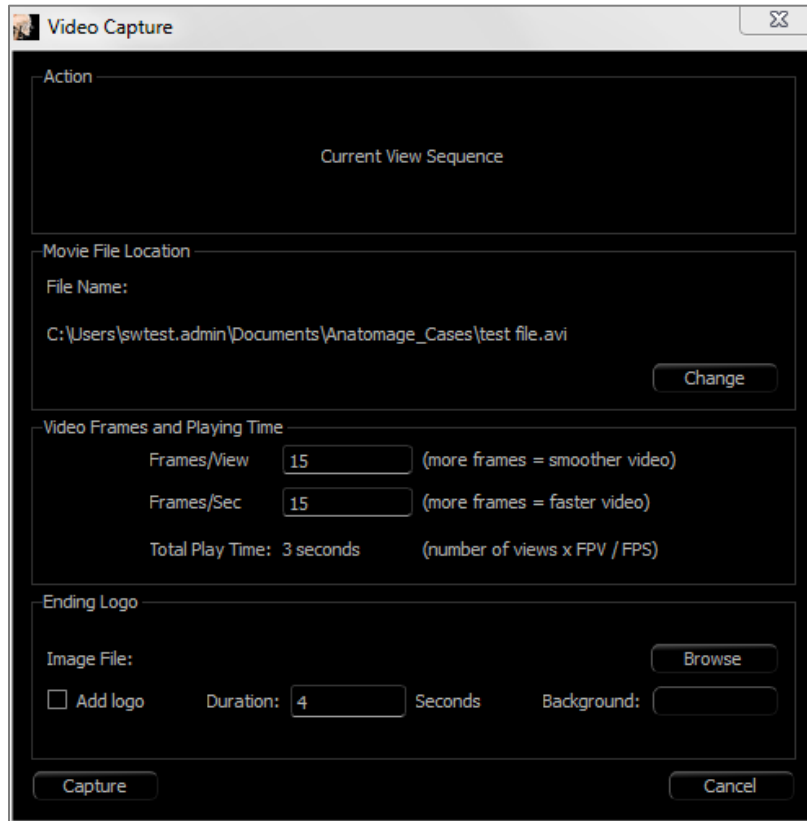 Video Capture
Action
Current View Sequence
Movie File Location
File Name:
C:\Users\swtest.admin\Documents\Anatomage_Cases\test file.avi
Change
Video Frames and Playing Time
Frames/View 15 (more frames = smoother video)
Frames/Sec 15 (more frames = faster video)
Total Play Time: 3 seconds (number of views x FPV / FPS)
Ending Logo
Image File: Browse
Add logo Duration: 4 Seconds Background:
Capture Cancel